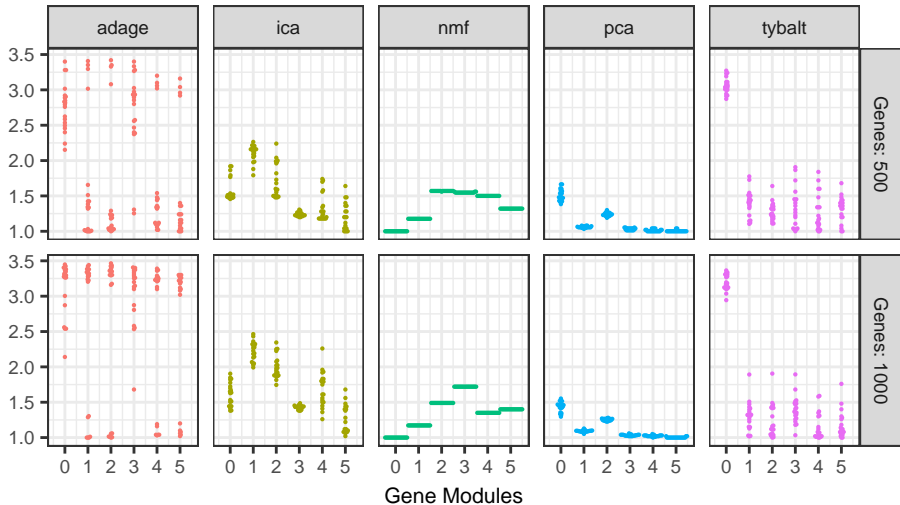 adage ica nmf pca tybalt
3.5
3.0
2.5
2.0
1.5
1.0
Genes: 500
3.5
3.0
2.5
2.0
1.5
1.0
Genes: 1000
0 1 2 3 4 5 0 1 2 3 4 5 0 1 2 3 4 5 0 1 2 3 4 5 0 1 2 3 4 5
Gene Modules